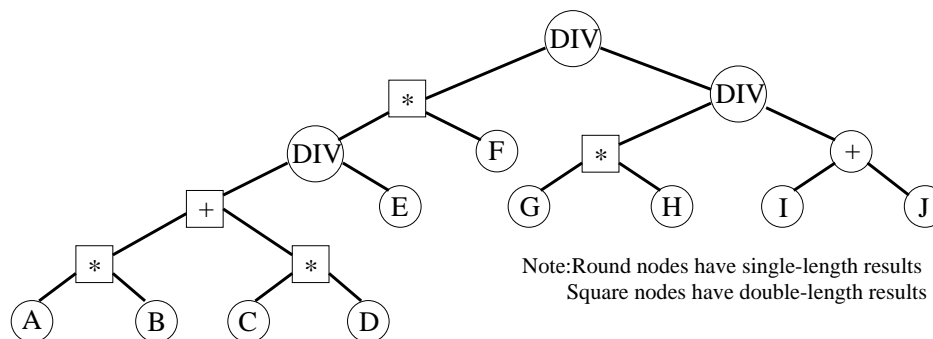 DIV
* DIV
DIV F * +
+ E G H I J
* *
A B C D
Note:Round nodes have single-length results
Square nodes have double-length results